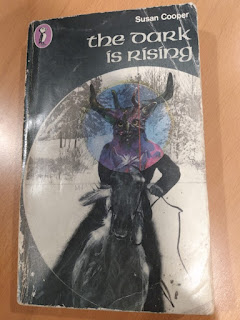 Susan Cooper
the dark
is rising